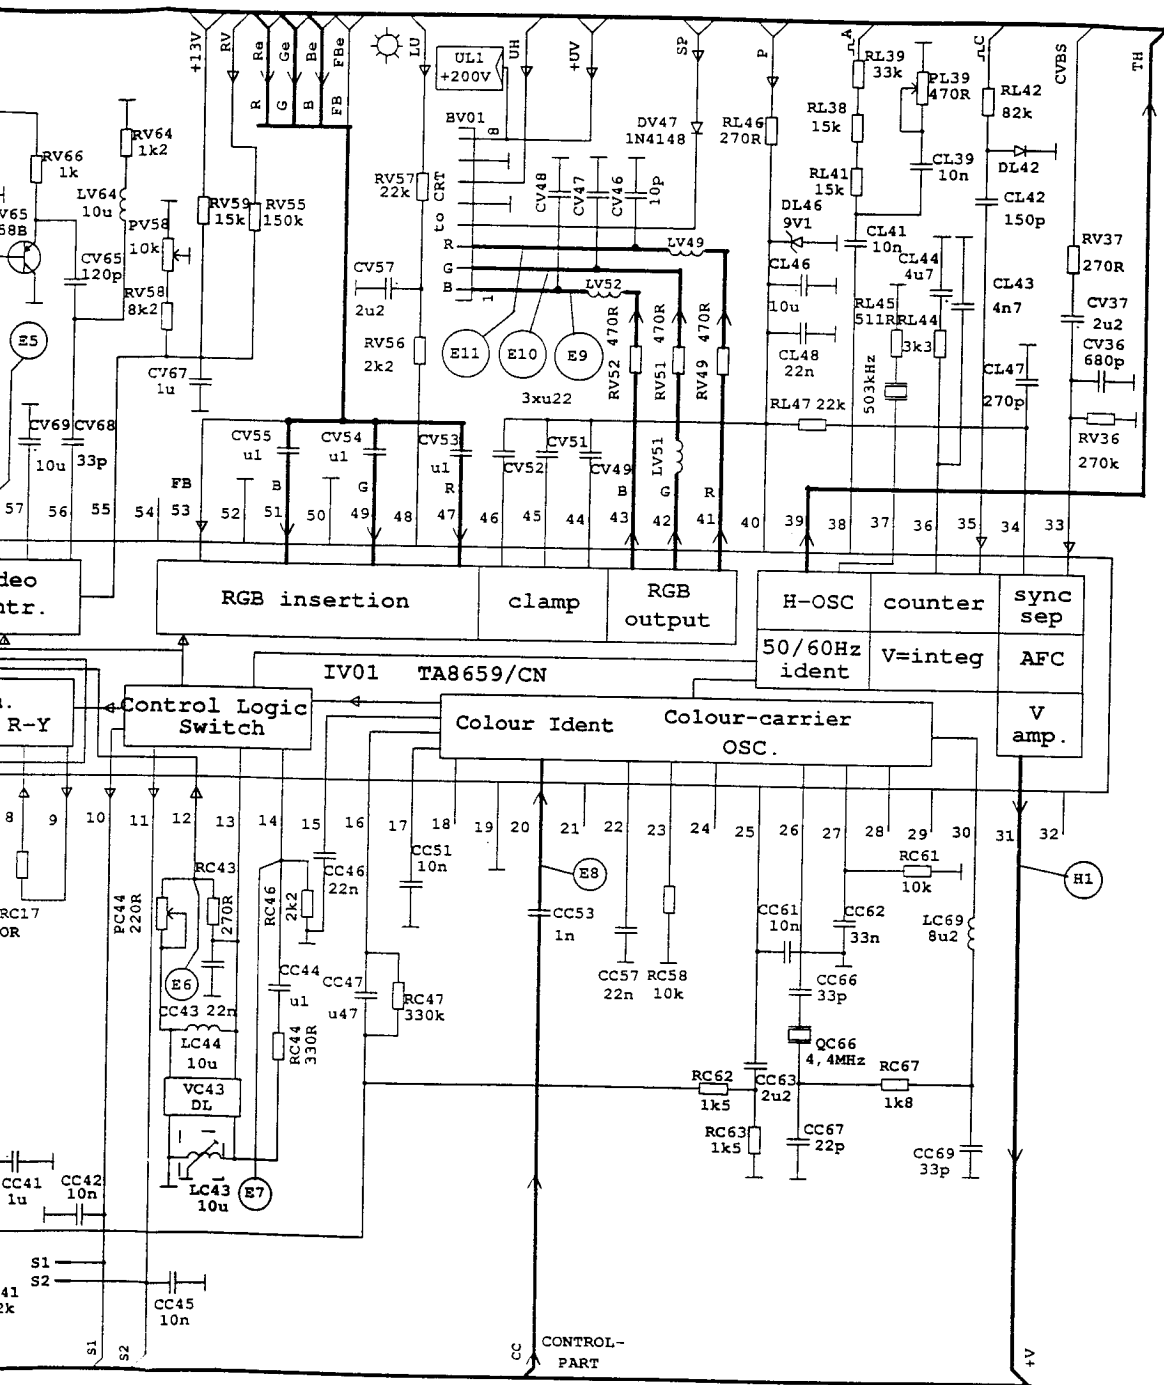 +13V
RV
Re
Ge
Be
FBe
LU
UH
+UV
SP
P
A
C
CVBS
TH
R
G
B
FB
UL1
+200V
BV01
8
DV47
1N4148
RL46
270R
RL39
33k
PL39
470R
RL38
15k
RL41
15k
CL39
10n
RL42
82k
DL42
CL42
150p
RV64
1k2
RV66
1k
LV64
10u
PV58
10k
V65
58B
CV65
120p
RV58
8k2
RV59
15k
RV55
150k
RV57
22k
to CRT
CV48
CV47
CV46
10p
DL46
9V1
CL41
10n
CL44
4u7
RV37
270R
R
G
B
1
LV49
LV52
CL46
10u
CL43
4n7
CV57
2u2
RL45
511R
RL44
3k3
CV37
2u2
CV36
680p
E5
RV56
2k2
E11
E10
E9
470R
470R
470R
RV52
RV51
RV49
CL48
22n
503kHz
CL47
270p
CV67
1u
3xu22
RL47 22k
CV69
10u
CV68
33p
CV55
u1
CV54
u1
CV53
u1
CV52
CV51
CV49
LV51
RV36
270k
FB
B
G
R
B
G
R
57
56
55
54
53
52
51
50
49
48
47
46
45
44
43
42
41
40
39
38
37
36
35
34
33
deo
ntr.
RGB insertion
clamp
RGB
output
H-OSC
counter
sync
sep
50/60Hz
ident
V=integ
AFC
IV01 TA8659/CN
R-Y
Control Logic
Switch
Colour Ident
Colour-carrier
OSC.
V
amp.
8
9
10
11
12
13
14
15
16
17
18
19
20
21
22
23
24
25
26
27
28
29
30
31
32
RC17
OR
PC44
220R
RC43
270R
RC46
2k2
CC46
22n
CC51
10n
E8
CC53
1n
RC61
10k
H1
CC61
10n
CC62
33n
LC69
8u2
E6
CC43 22n
CC44
u1
CC47
u47
RC47
330k
CC57
22n
RC58
10k
CC66
33p
LC44
10u
RC44
330R
QC66
4,4MHz
VC43
DL
RC62
1k5
CC63
2u2
RC67
1k8
RC63
1k5
CC67
22p
CC69
33p
CC41
1u
CC42
10n
LC43
10u
E7
S1
S2
41
2k
CC45
10n
S1
S2
CC
CONTROL-
PART
+V